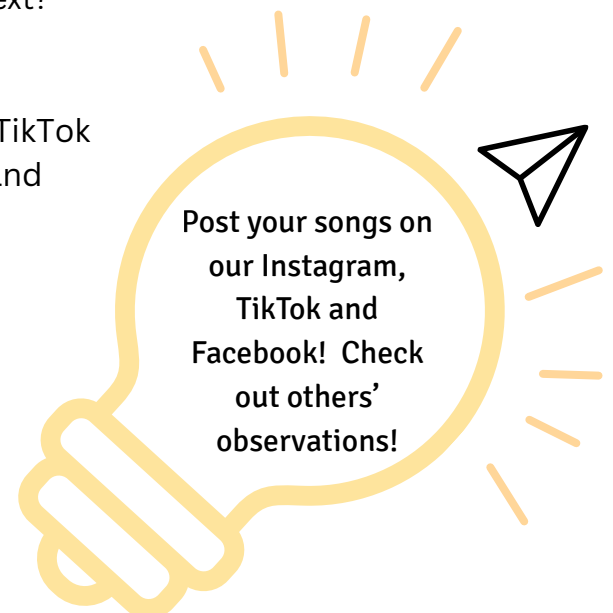 TikTok
Post your songs on
our Instagram,
TikTok and
Facebook!  Check
out others’
observations!